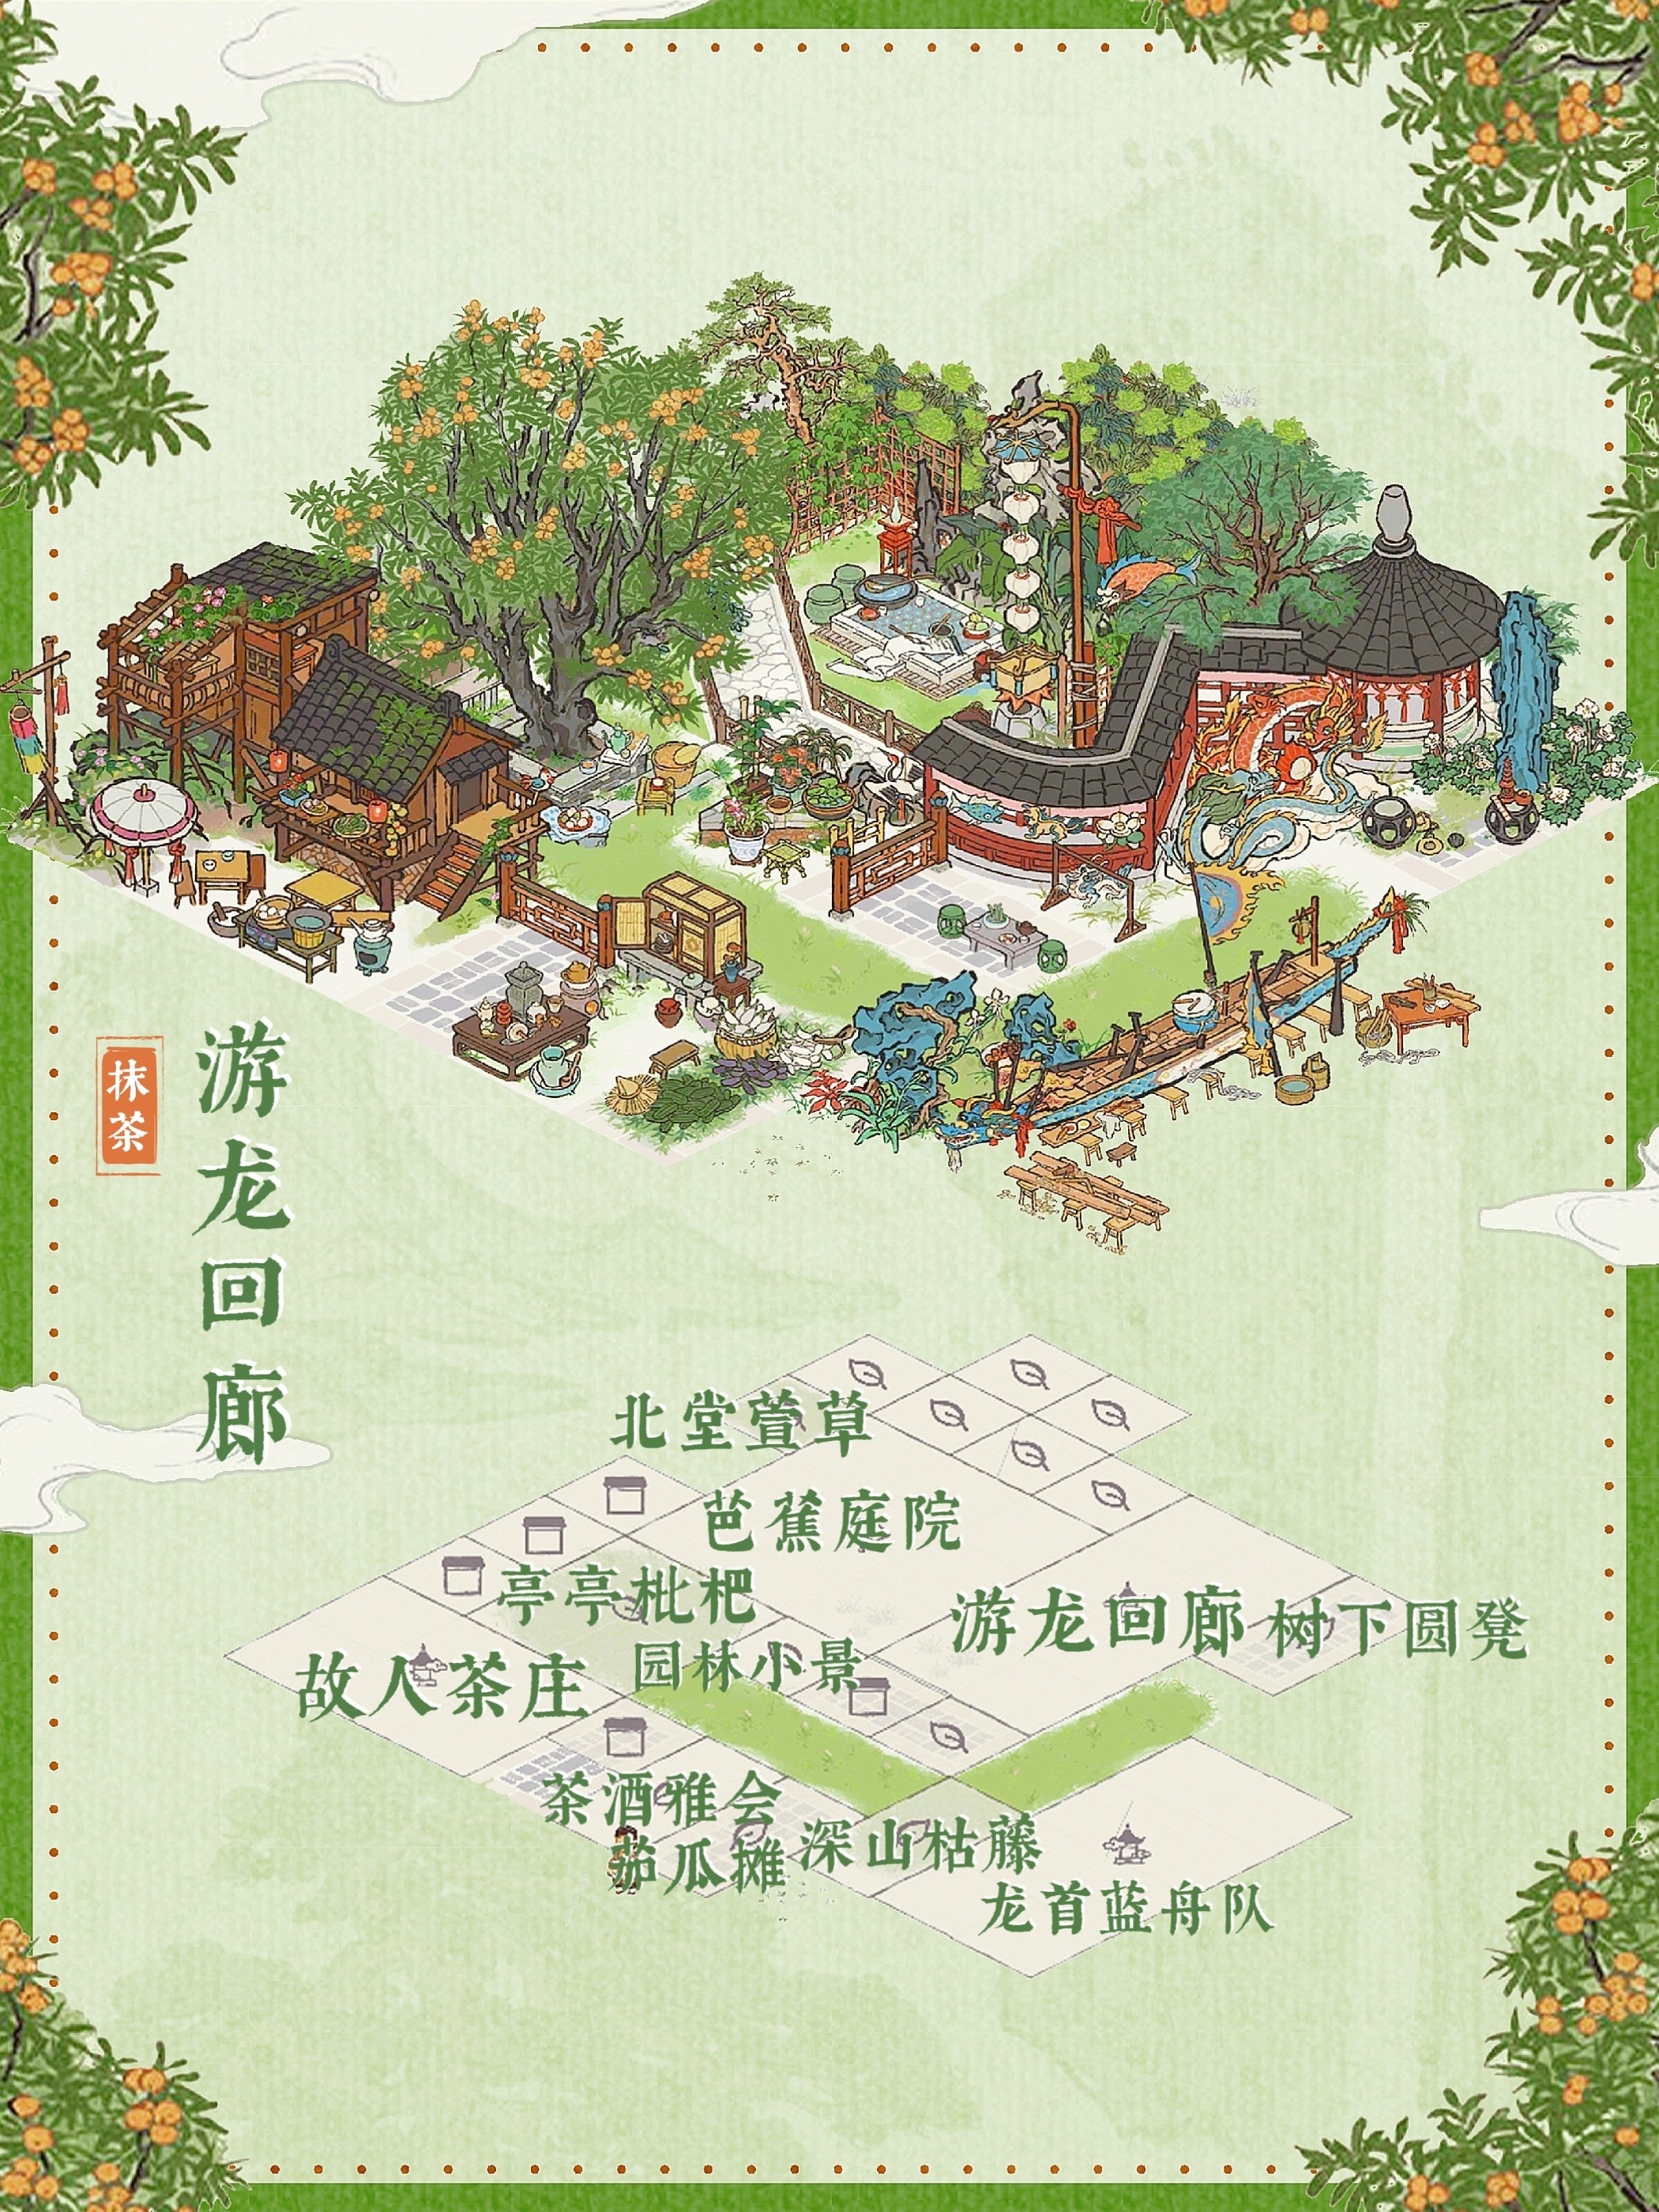 游龙回廊
抹茶
北堂萱草
芭蕉庭院
亭亭枇杷
游龙回廊
树下圆凳
园林小景
故人茶庄
茶酒雅会
茄瓜摊
深山枯藤
龙首蓝舟队